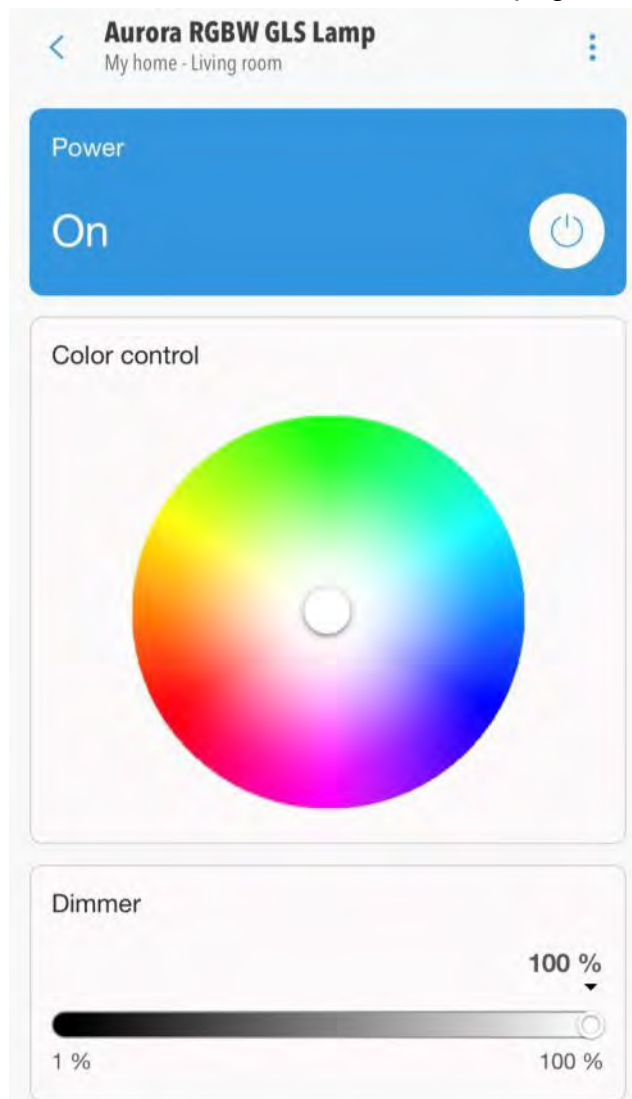 Aurora RGBW GLS Lamp
My home - Living room
Power
On
Color control
Dimmer
100 %
1 % 100 %